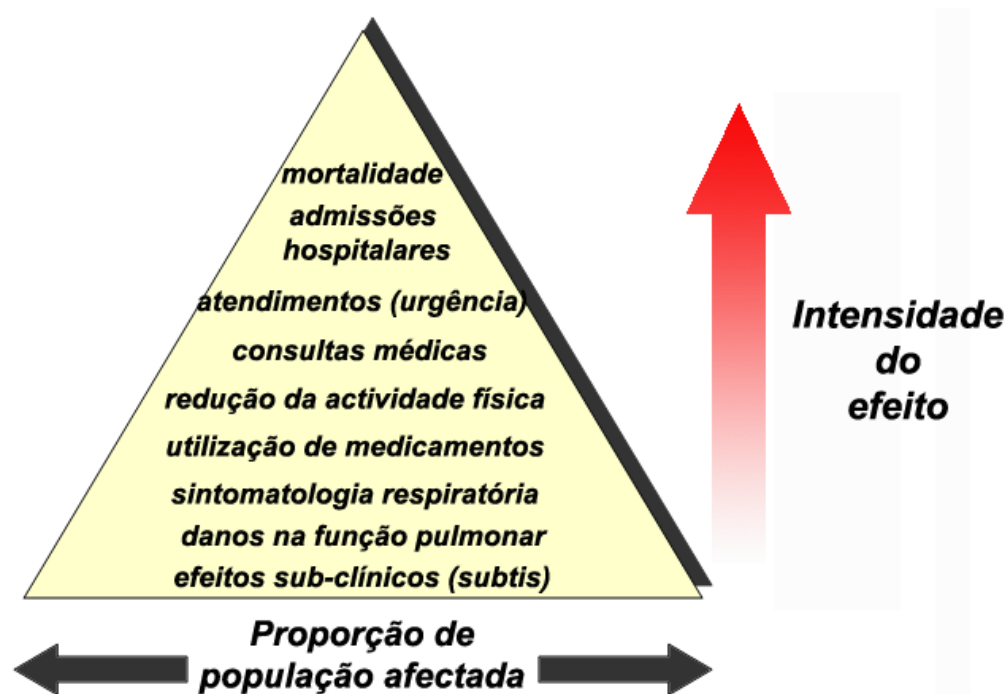 mortalidade
admissões
hospitalares
atendimentos (urgência)
consultas médicas
redução da actividade física
utilização de medicamentos
sintomatologia respiratória
danos na função pulmonar
efeitos sub-clínicos (subtis)
Intensidade
do
efeito
Proporção de
população afectada